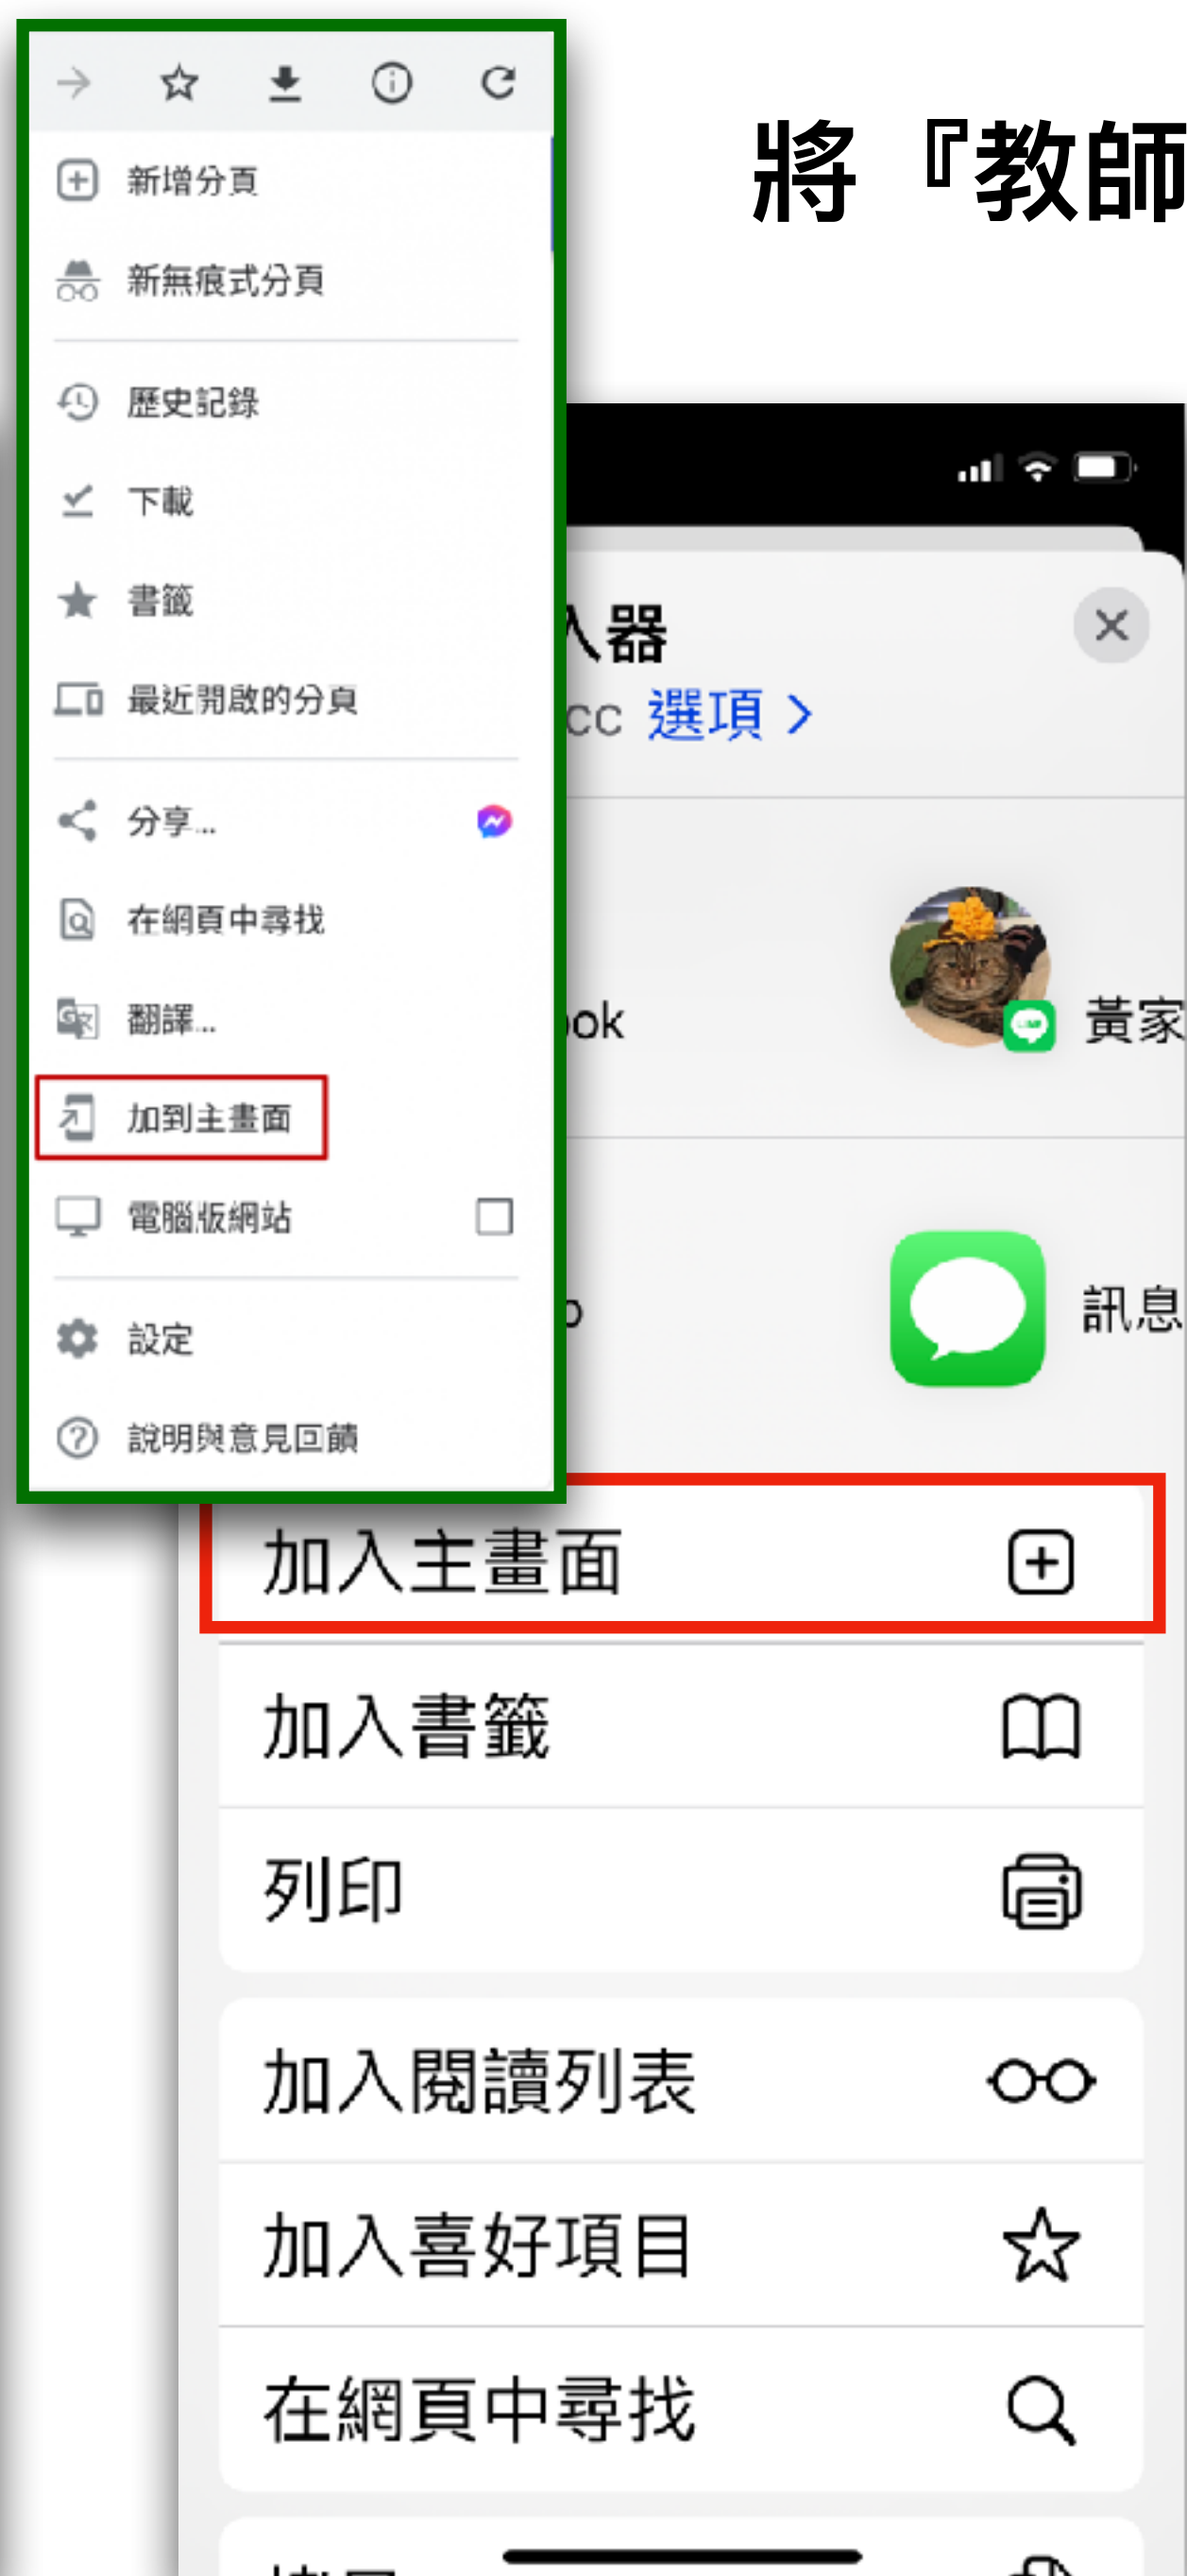 將『教師
新增分頁
新無痕式分頁
歷史記錄
下載
書籤
最近開啟的分頁
分享...
在網頁中尋找
翻譯...
加到主畫面
電腦版網站
設定
說明與意見回饋
入器
cc 選項
ook
LINE
黃家
訊息
加入主畫面
加入書籤
列印
加入閱讀列表
加入喜好項目
在網頁中尋找